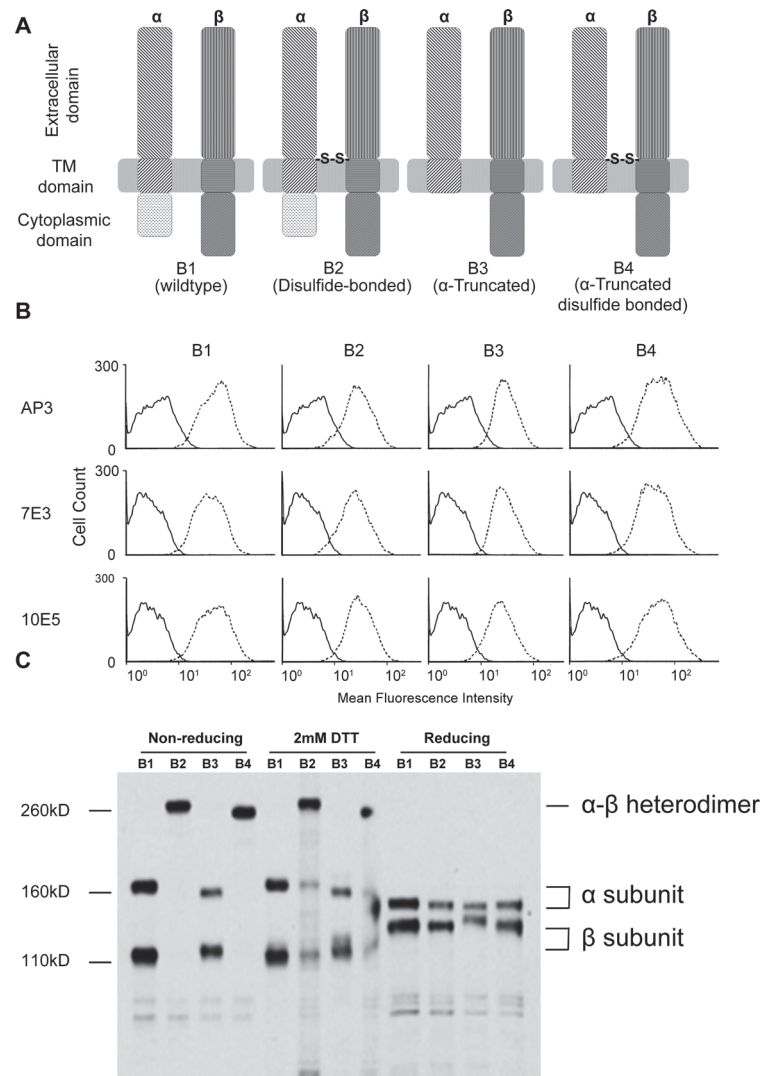 A
α β α β α β α β
Extracellular
domain
-S-S- -S-S-
TM
domain
Cytoplasmic
domain
B1
(wildtype)
B2
(Disulfide-bonded)
B3
(α-Truncated)
B4
(α-Truncated
disulfide bonded)
B
B1 B2 B3 B4
300
AP3
0
300
7E3
Cell Count
0
300
10E5
0
10⁰ 10¹ 10² 10⁰ 10¹ 10² 10⁰ 10¹ 10² 10⁰ 10¹ 10²
Mean Fluorescence Intensity
C
Non-reducing 2mM DTT Reducing
B1 B2 B3 B4 B1 B2 B3 B4 B1 B2 B3 B4
260kD α-β heterodimer
160kD α subunit
β subunit
110kD